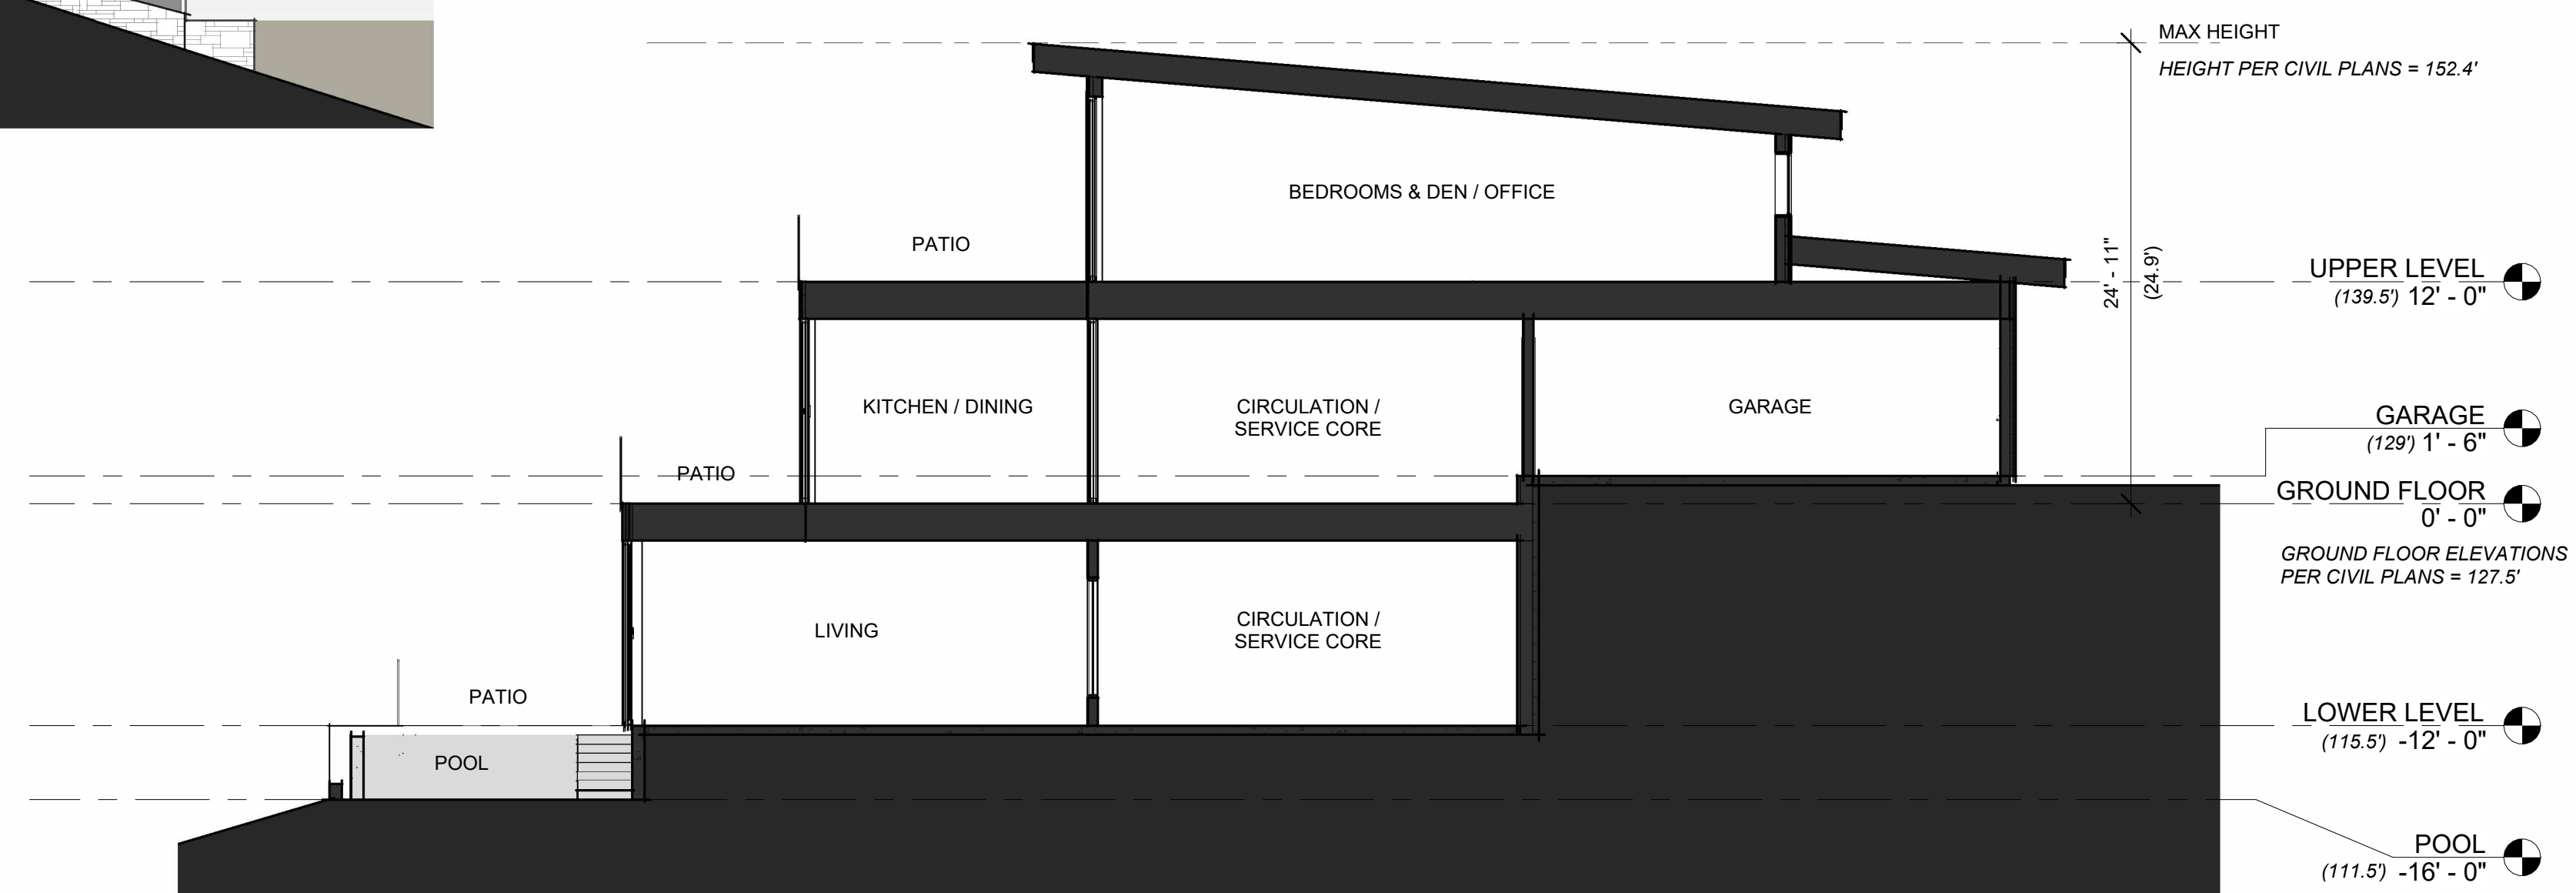 MAX HEIGHT
HEIGHT PER CIVIL PLANS = 152.4'
BEDROOMS & DEN / OFFICE
PATIO
24' - 11"
(24.9')
UPPER LEVEL
(139.5') 12' - 0"
KITCHEN / DINING
CIRCULATION /
SERVICE CORE
GARAGE
GARAGE
(129') 1' - 6"
PATIO
GROUND FLOOR
0' - 0"
GROUND FLOOR ELEVATIONS
PER CIVIL PLANS = 127.5'
LIVING
CIRCULATION /
SERVICE CORE
PATIO
LOWER LEVEL
(115.5') -12' - 0"
POOL
POOL
(111.5') -16' - 0"